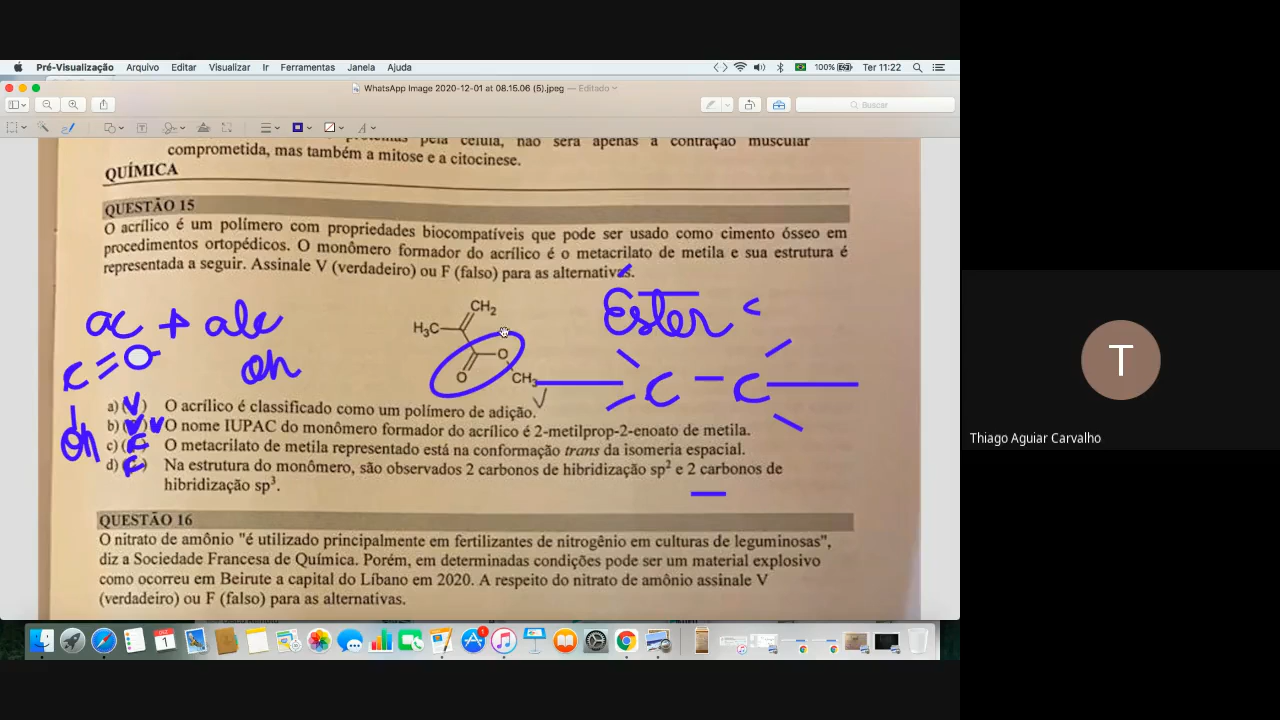 Pré-Visualização Arquivo Editar Visualizar Ir Ferramentas Janela Ajuda
100% Ter 11:22
WhatsApp Image 2020-12-01 at 08.15.06 (5).jpeg — Editado
Buscar
pela célula, não será apenas a contração muscular
comprometida, mas também a mitose e a citocinese.
QUÍMICA
QUESTÃO 15
O acrílico é um polímero com propriedades biocompatíveis que pode ser usado como cimento ósseo em
procedimentos ortopédicos. O monômero formador do acrílico é o metacrilato de metila e sua estrutura é
representada a seguir. Assinale V (verdadeiro) ou F (falso) para as alternativas.
ac + alc
Éster
C=O
oh
oh
CH₂
H₃C
O
O
CH₃
C – C
a) (V) O acrílico é classificado como um polímero de adição.
b) (V) V O nome IUPAC do monômero formador do acrílico é 2-metilprop-2-enoato de metila.
c) (F) O metacrilato de metila representado está na conformação trans da isomeria espacial.
d) (F) Na estrutura do monômero, são observados 2 carbonos de hibridização sp² e 2 carbonos de
hibridização sp³.
QUESTÃO 16
O nitrato de amônio "é utilizado principalmente em fertilizantes de nitrogênio em culturas de leguminosas",
diz a Sociedade Francesa de Química. Porém, em determinadas condições pode ser um material explosivo
como ocorreu em Beirute a capital do Líbano em 2020. A respeito do nitrato de amônio assinale V
(verdadeiro) ou F (falso) para as alternativas.
T
Thiago Aguiar Carvalho